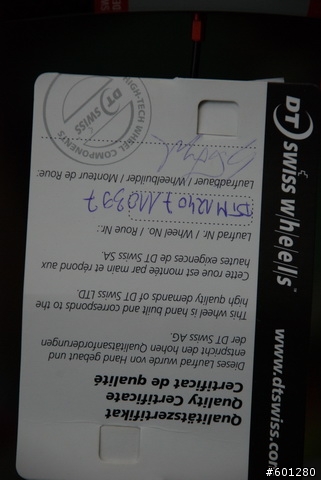 Qualitätszertifikat
Quality Certificate
Certificat de qualité
Dieses Laufrad wurde von Hand gebaut und
entspricht den hohen Qualitätsanforderungen
der DT Swiss AG.
This wheel is hand built and corresponds to the
high quality demands of DT Swiss LTD.
Cette roue est montée par main et répond aux
hautes exigences de DT Swiss SA.
Laufrad / Nr. / Wheel No. / Roue Nr.:
Laufradbauer / Wheelbuilder / Monteur de Roue:
HIGH-TECH WHEEL COMPONENTS
DT SWISS
DT SWISS wheels™
www.dtswiss.com
#601280